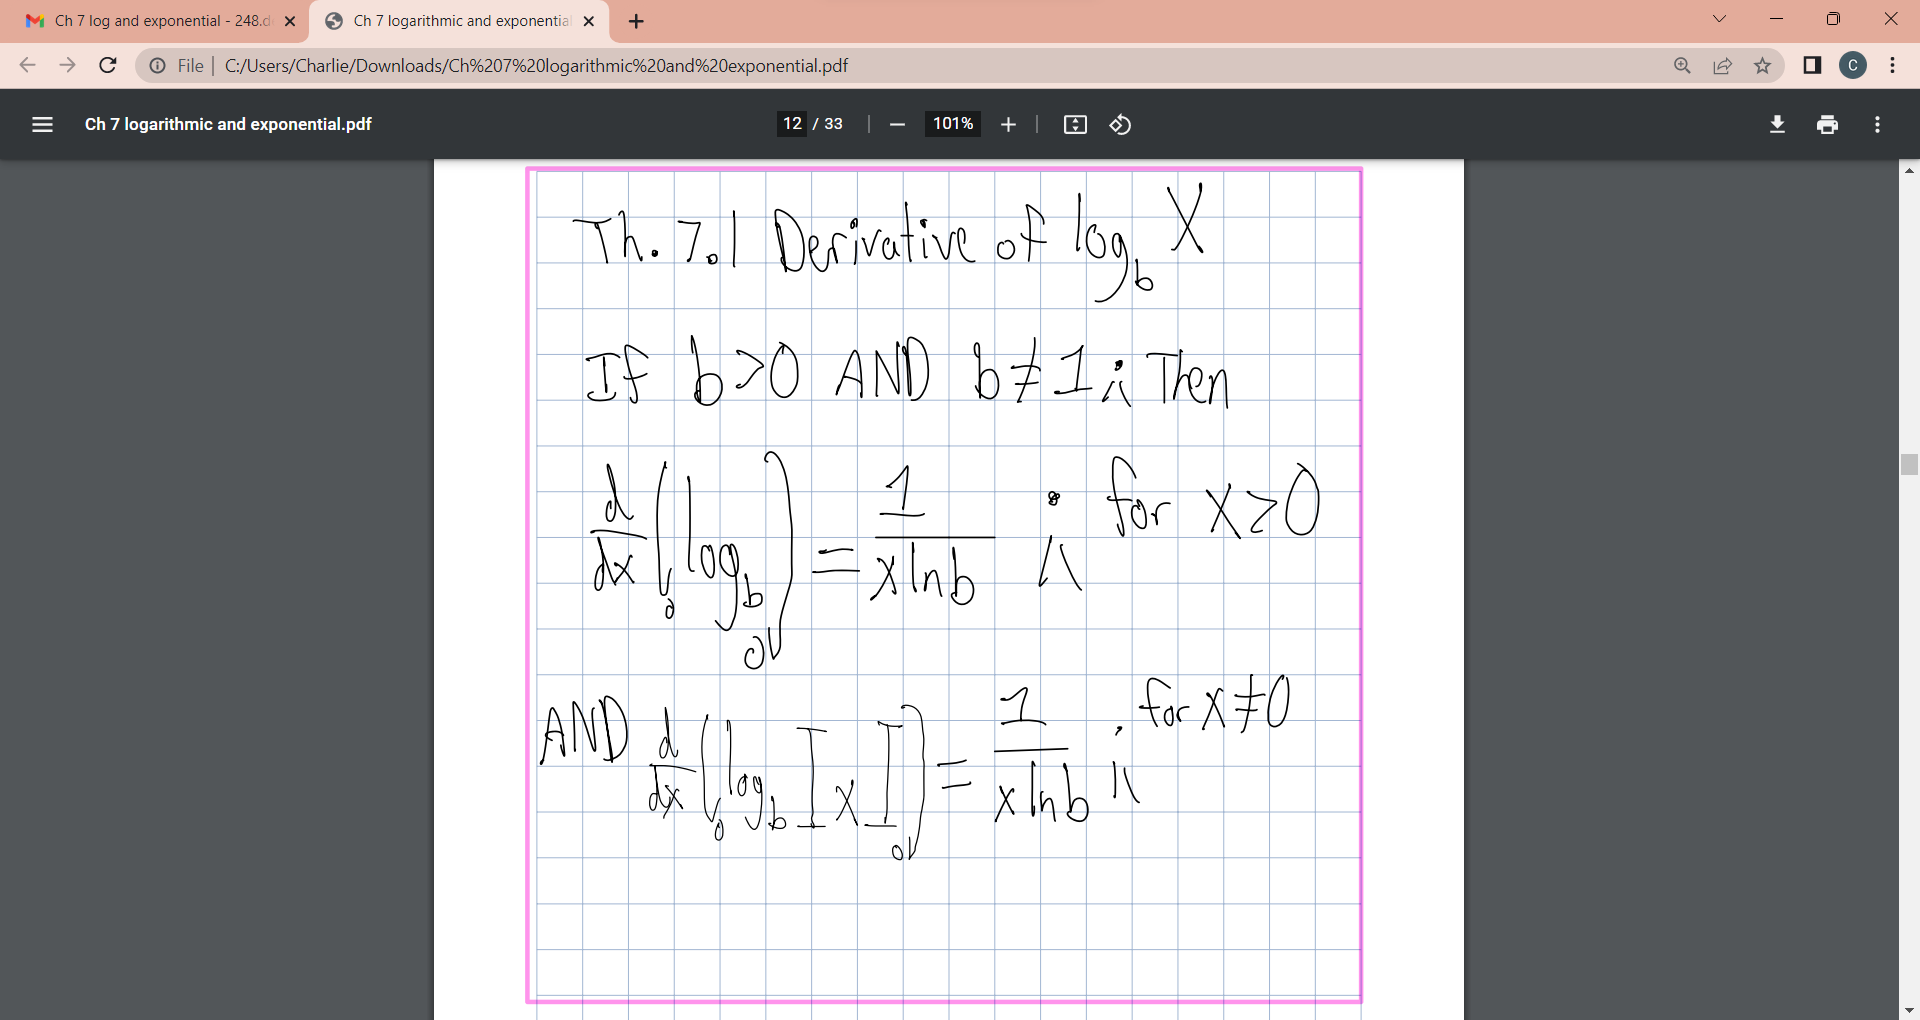 Ch 7 log and exponential - 248.d
Ch 7 logarithmic and exponentia
File | C:/Users/Charlie/Downloads/Ch%207%20logarithmic%20and%20exponential.pdf
C
Ch 7 logarithmic and exponential.pdf
12 / 33
101%
Th. 7.1 Derivative of log_b X
If b>0 AND b≠1; Then
d/dx (log_b) = 1/(x ln b) ; for x>0
AND d/dx (log_b |x|) = 1/(x ln b) ; for x≠0